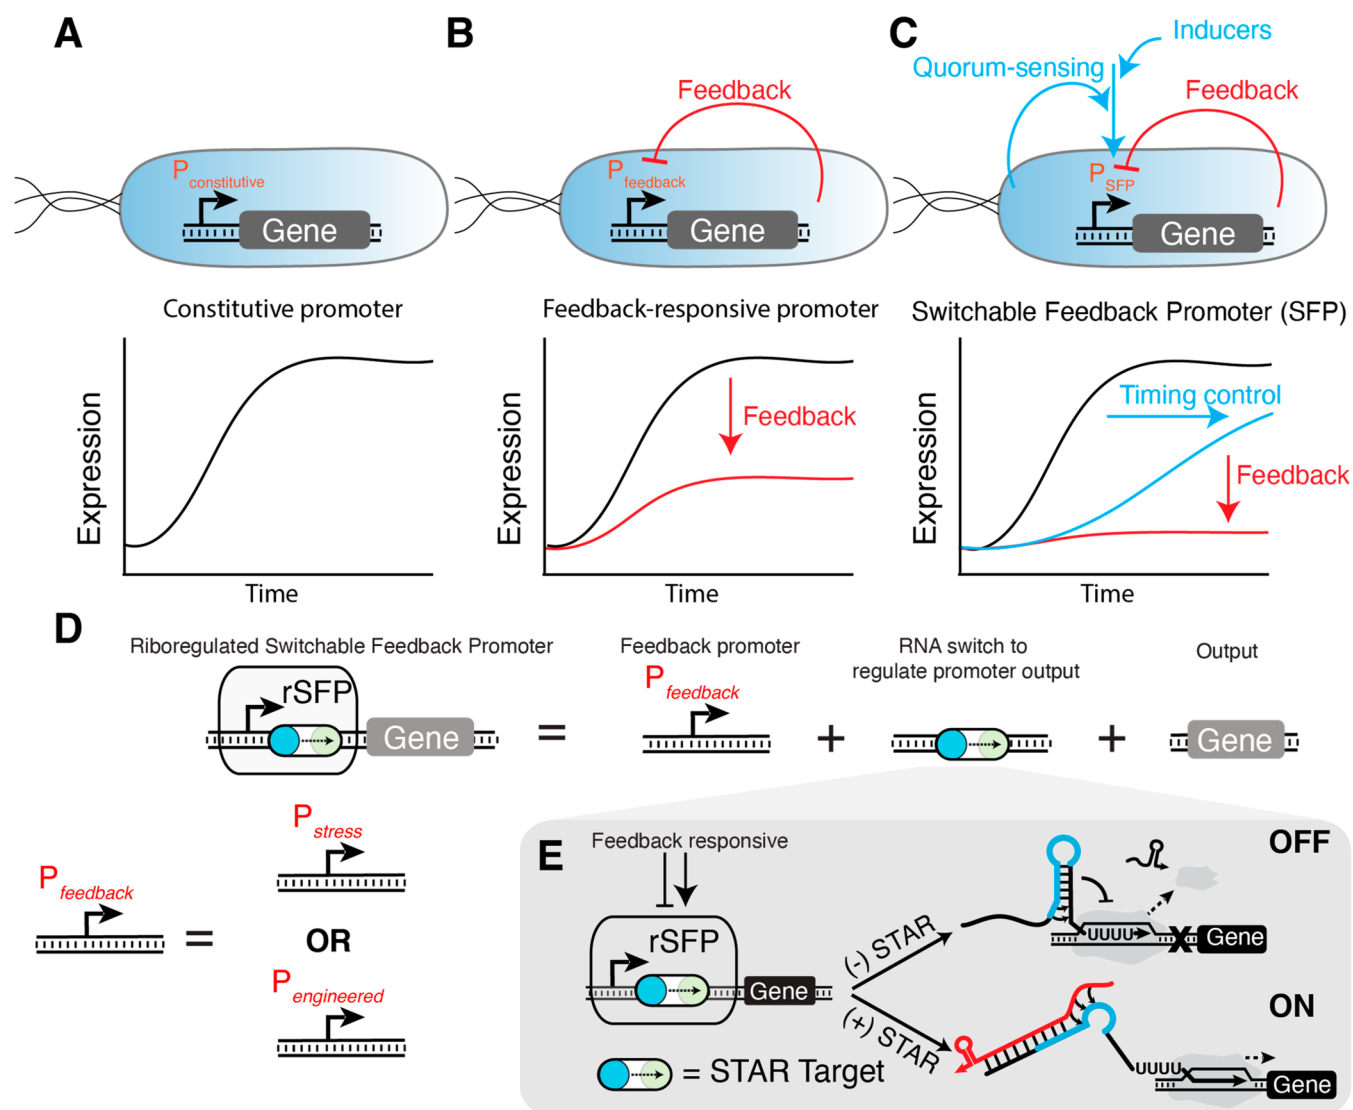 A
P constitutive
Gene
Constitutive promoter
Expression
Time
B
Feedback
P feedback
Gene
Feedback-responsive promoter
Feedback
Expression
Time
C
Inducers
Quorum-sensing
Feedback
P SFP
Gene
Switchable Feedback Promoter (SFP)
Timing control
Feedback
Expression
Time
D
Riboregulated Switchable Feedback Promoter
rSFP
Gene
=
Feedback promoter
P feedback
+
RNA switch to
regulate promoter output
+
Output
Gene
P feedback
=
P stress
OR
P engineered
E
Feedback responsive
rSFP
Gene
= STAR Target
(-) STAR
(+) STAR
OFF
UUUU
X
Gene
ON
UUUU
Gene